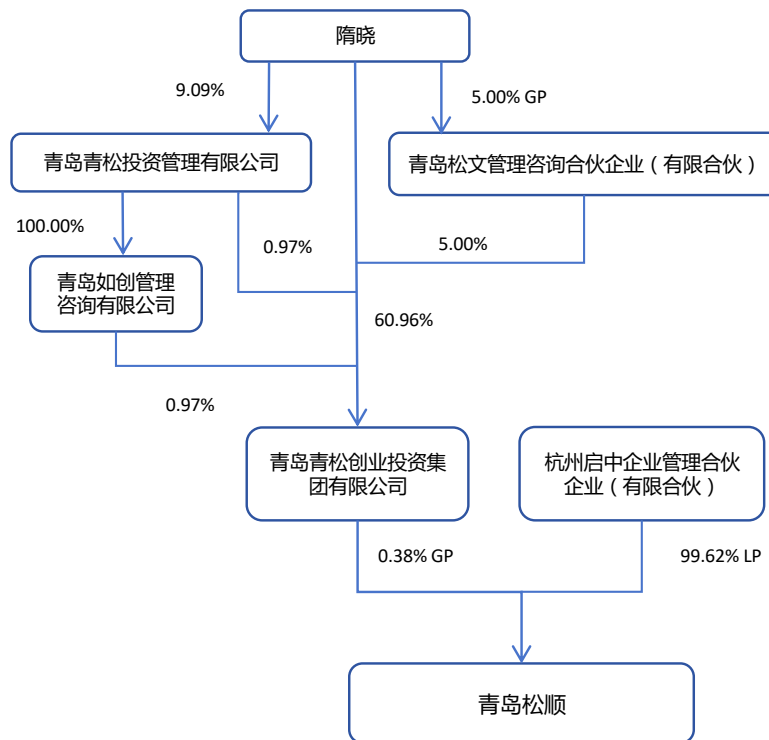 隋晓
9.09%
5.00% GP
青岛青松投资管理有限公司
青岛松文管理咨询合伙企业（有限合伙）
100.00%
0.97%
5.00%
青岛如创管理
咨询有限公司
60.96%
0.97%
青岛青松创业投资集
团有限公司
杭州启中企业管理合伙
企业（有限合伙）
0.38% GP
99.62% LP
青岛松顺